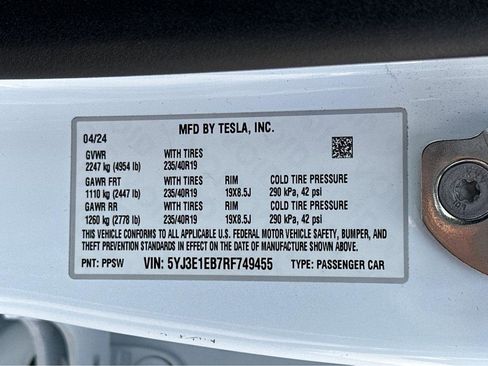 MFD BY TESLA, INC.
04/24
GVWR WITH TIRES
2247 kg (4954 lb) 235/40R19
GAWR FRT WITH TIRES RIM COLD TIRE PRESSURE
1110 kg (2447 lb) 235/40R19 19X8.5J 290 kPa, 42 psi
GAWR RR WITH TIRES RIM COLD TIRE PRESSURE
1260 kg (2778 lb) 235/40R19 19X8.5J 290 kPa, 42 psi
THIS VEHICLE CONFORMS TO ALL APPLICABLE U.S. FEDERAL MOTOR VEHICLE SAFETY, BUMPER, AND
THEFT PREVENTION STANDARDS IN EFFECT ON THE DATE OF MANUFACTURE SHOWN ABOVE.
PNT: PPSW VIN: 5YJ3E1EB7RF749455 TYPE: PASSENGER CAR